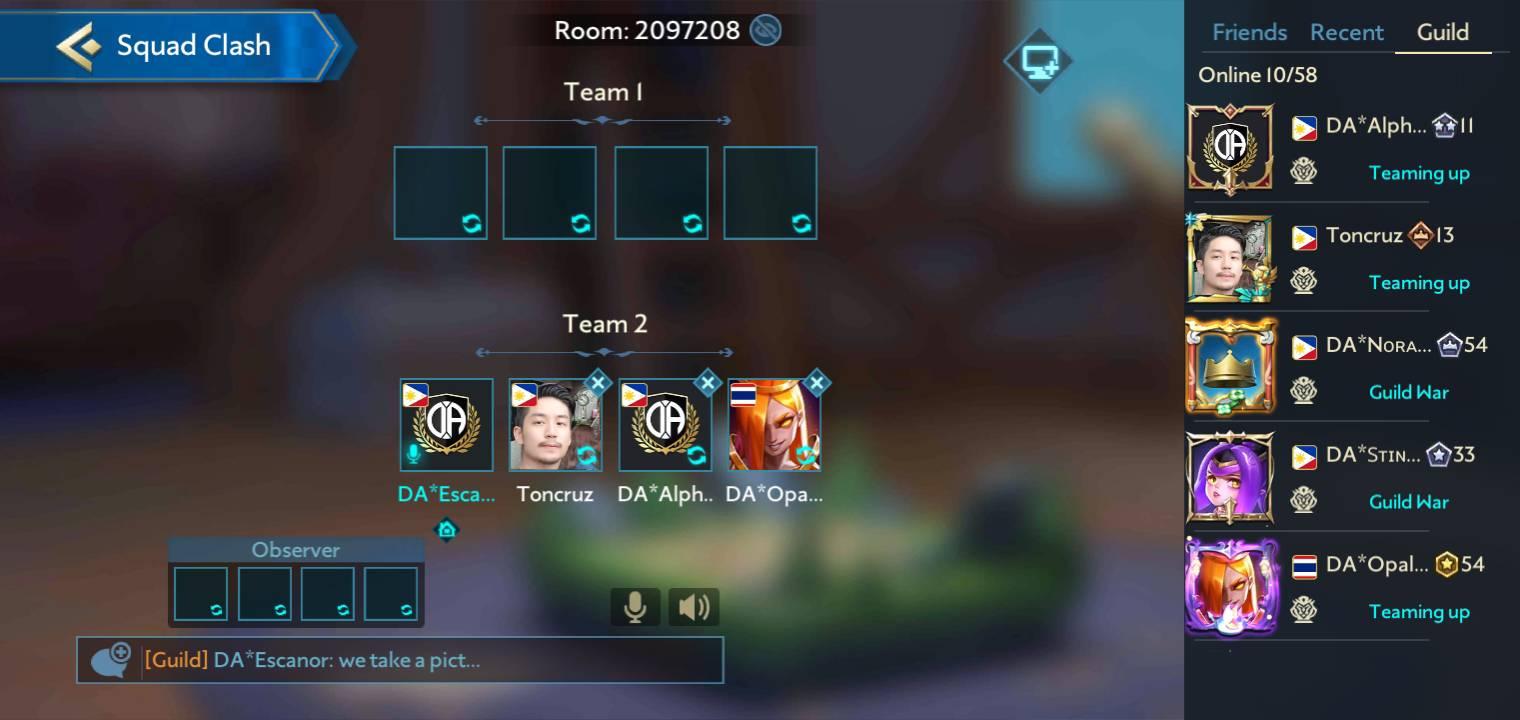 Squad Clash
Room: 2097208
Team 1
Team 2
DA*Esca...
Toncruz
DA*Alph..
DA*Opa...
Observer
[Guild] DA*Escanor: we take a pict...
Friends Recent Guild
Online 10/58
DA
DA*Alph... 11
Teaming up
Toncruz 13
Teaming up
DA*Nora... 54
Guild War
DA*Stin... 33
Guild War
DA*Opal... 54
Teaming up